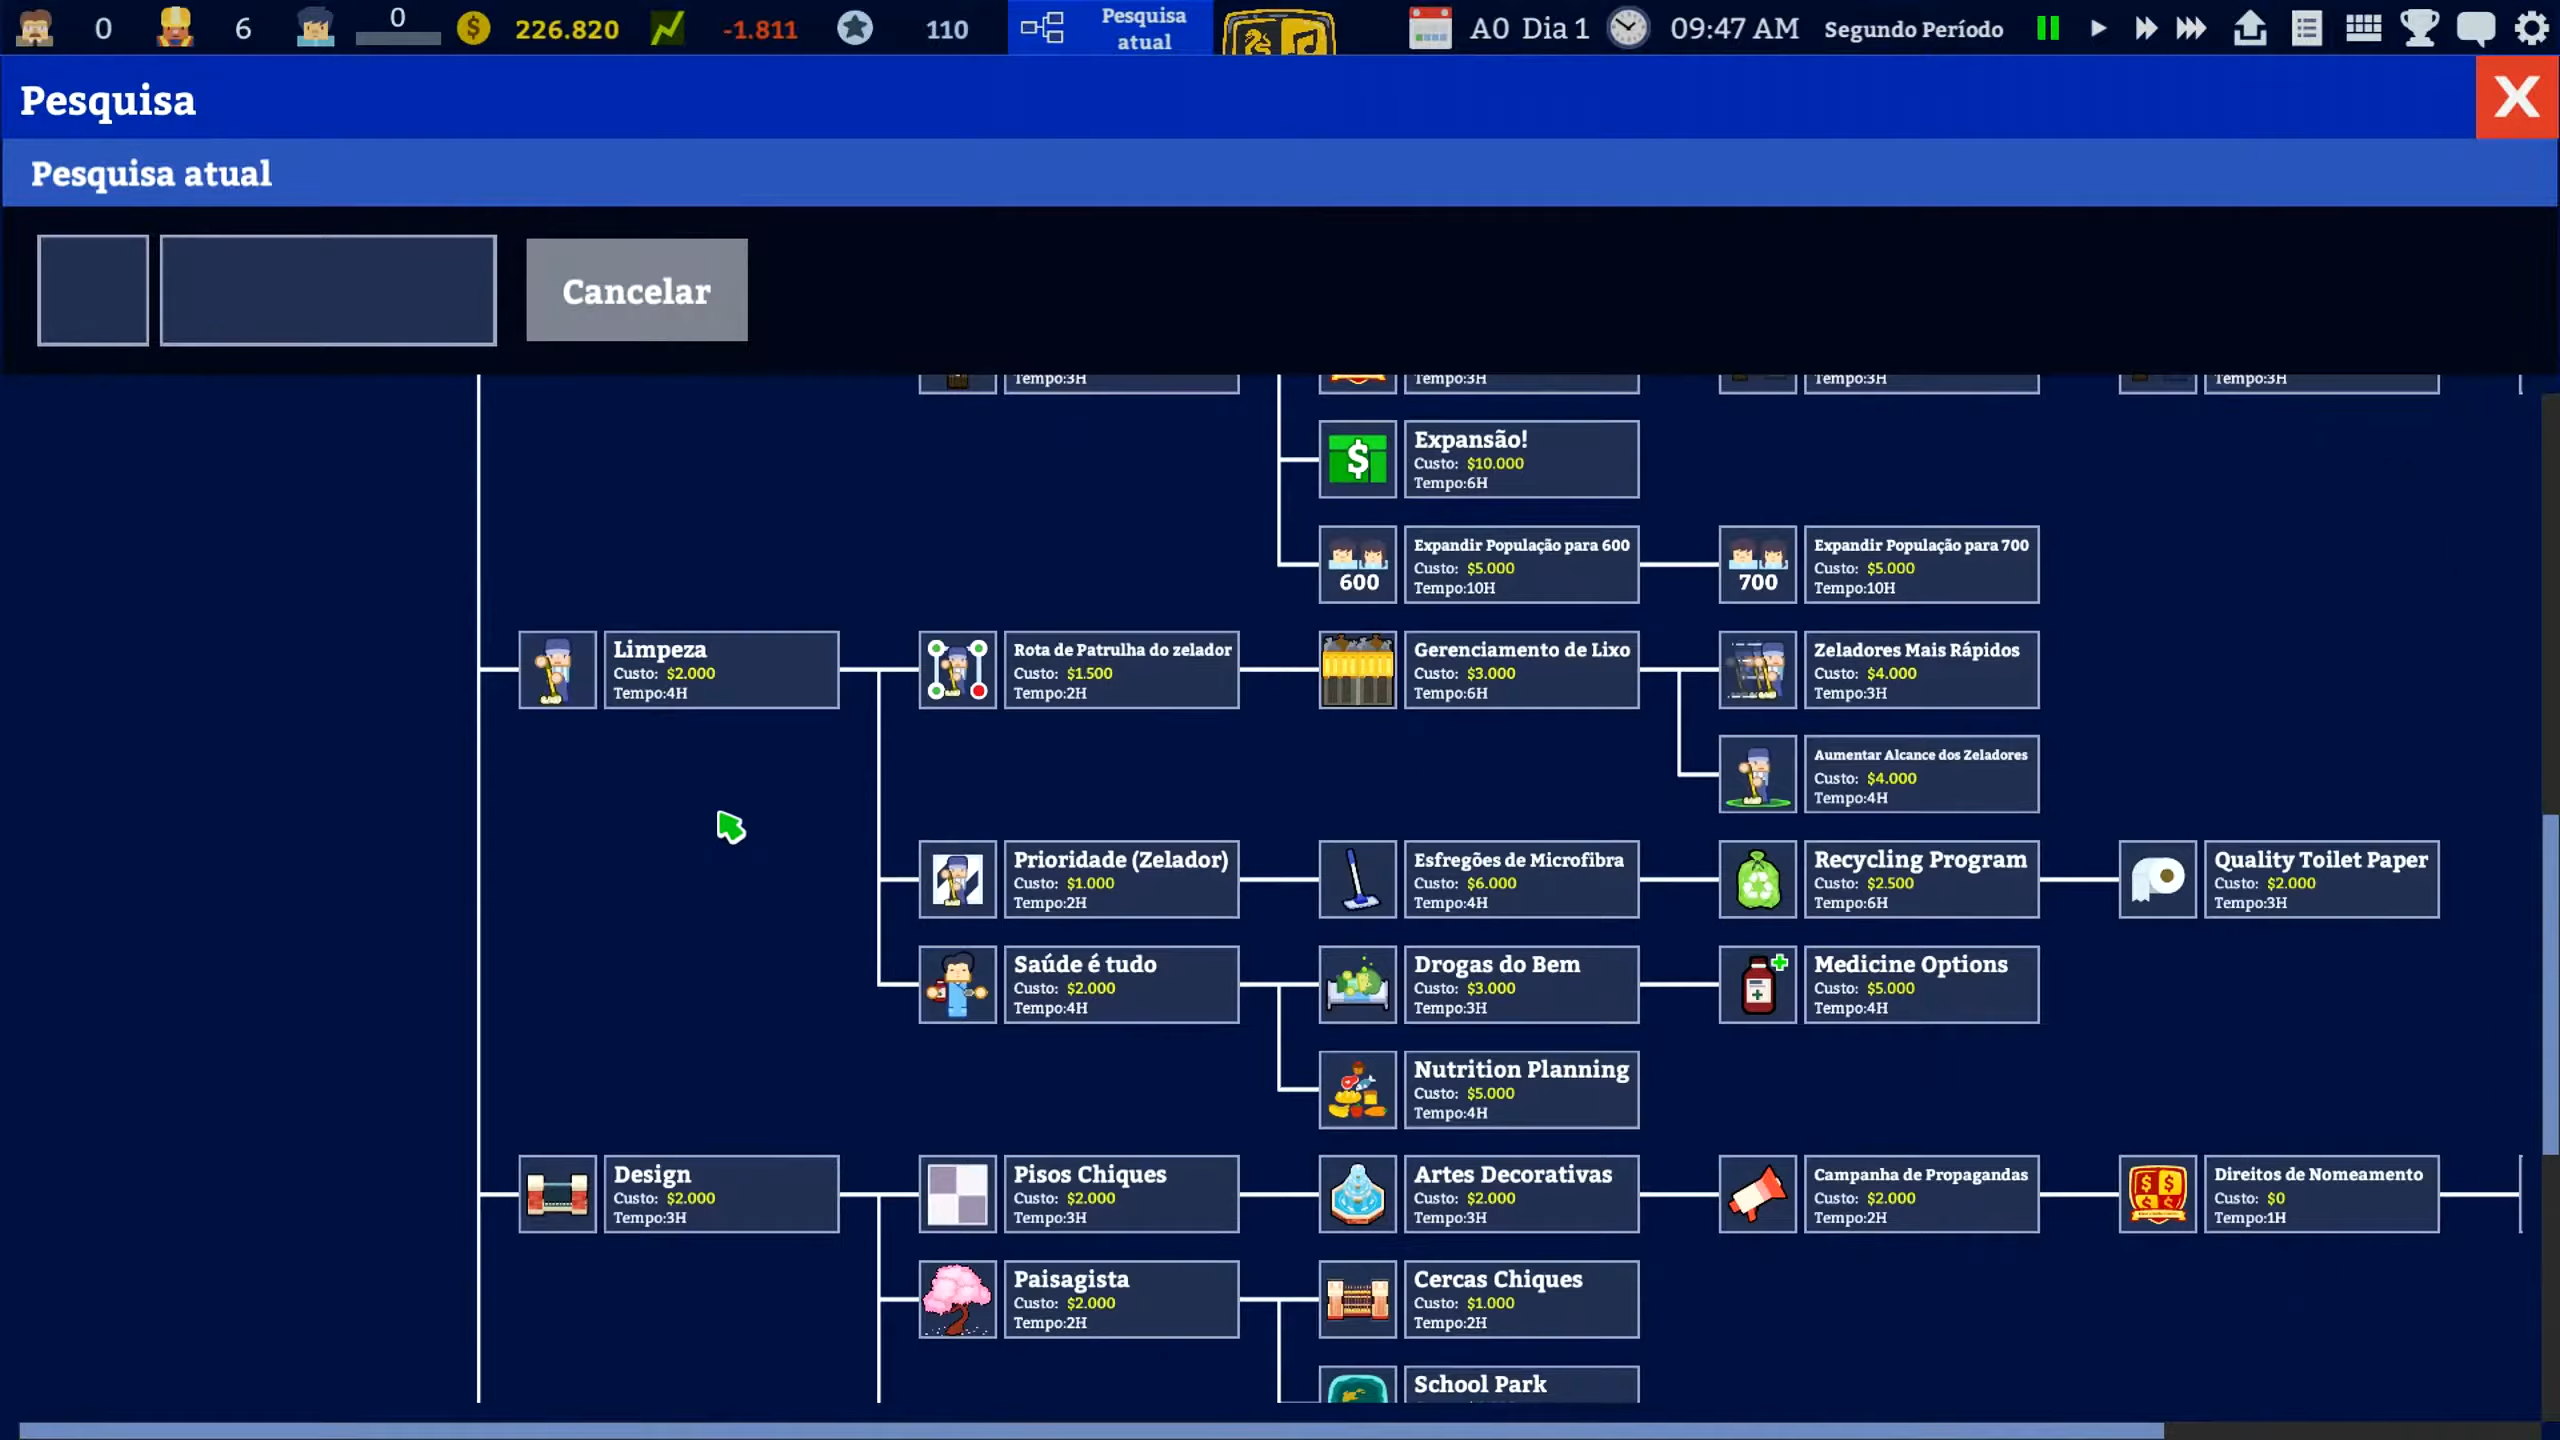 0
6
0
226.820
-1.811
110
Pesquisa
atual
A0 Dia 1
09:47 AM
Segundo Período
Pesquisa
X
Pesquisa atual
Cancelar
Tempo:3H
Tempo:3H
Tempo:3H
Tempo:3H
Expansão!
Custo: $10.000
Tempo:6H
600
Expandir População para 600
Custo: $5.000
Tempo:10H
700
Expandir População para 700
Custo: $5.000
Tempo:10H
Limpeza
Custo: $2.000
Tempo:4H
Rota de Patrulha do zelador
Custo: $1.500
Tempo:2H
Gerenciamento de Lixo
Custo: $3.000
Tempo:6H
Zeladores Mais Rápidos
Custo: $4.000
Tempo:3H
Aumentar Alcance dos Zeladores
Custo: $4.000
Tempo:4H
Prioridade (Zelador)
Custo: $1.000
Tempo:2H
Esfregões de Microfibra
Custo: $6.000
Tempo:4H
Recycling Program
Custo: $2.500
Tempo:6H
Quality Toilet Paper
Custo: $2.000
Tempo:3H
Saúde é tudo
Custo: $2.000
Tempo:4H
Drogas do Bem
Custo: $3.000
Tempo:3H
Medicine Options
Custo: $5.000
Tempo:4H
Nutrition Planning
Custo: $5.000
Tempo:4H
Design
Custo: $2.000
Tempo:3H
Pisos Chiques
Custo: $2.000
Tempo:3H
Artes Decorativas
Custo: $2.000
Tempo:3H
Campanha de Propagandas
Custo: $2.000
Tempo:2H
Direitos de Nomeamento
Custo: $0
Tempo:1H
Paisagista
Custo: $2.000
Tempo:2H
Cercas Chiques
Custo: $1.000
Tempo:2H
School Park